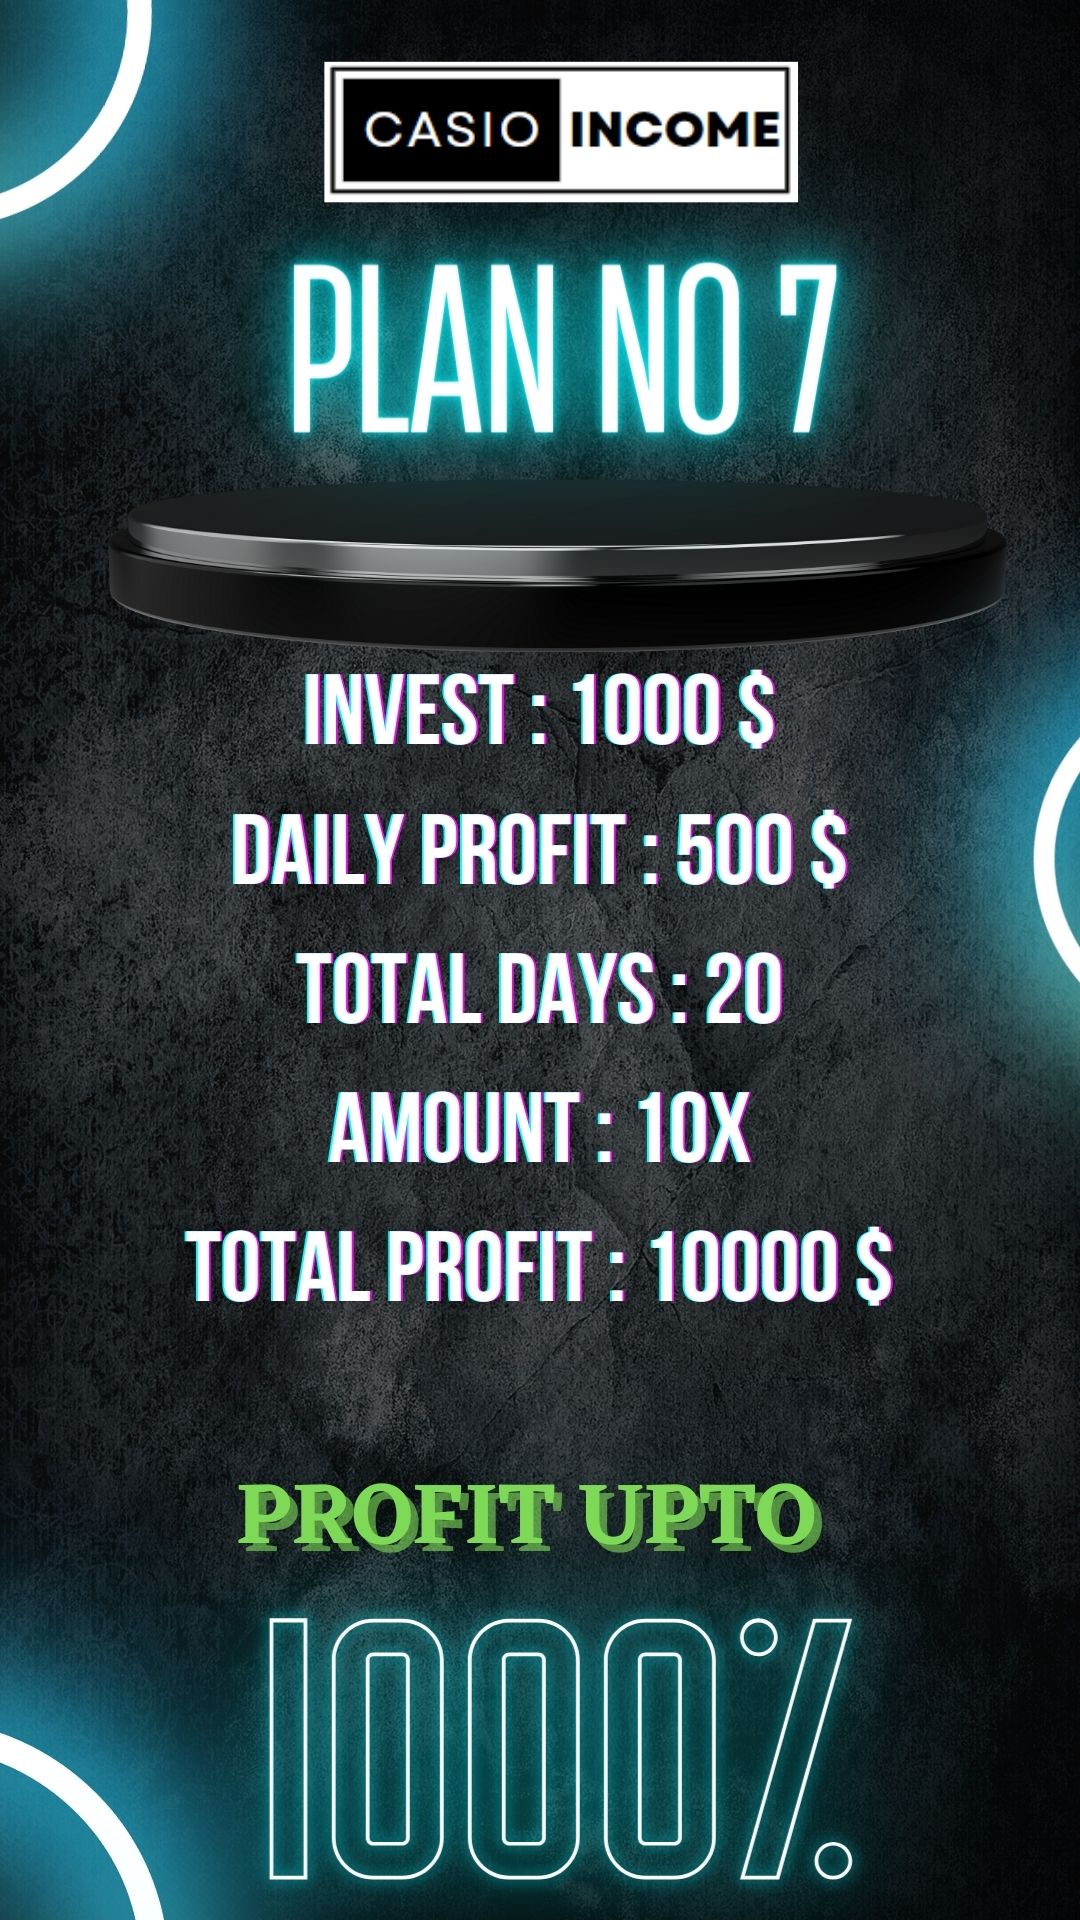 CASIO INCOME
PLAN NO 7
INVEST : 1000 $
DAILY PROFIT : 500 $
TOTAL DAYS : 20
AMOUNT : 10X
TOTAL PROFIT : 10000 $
PROFIT UPTO
1000%